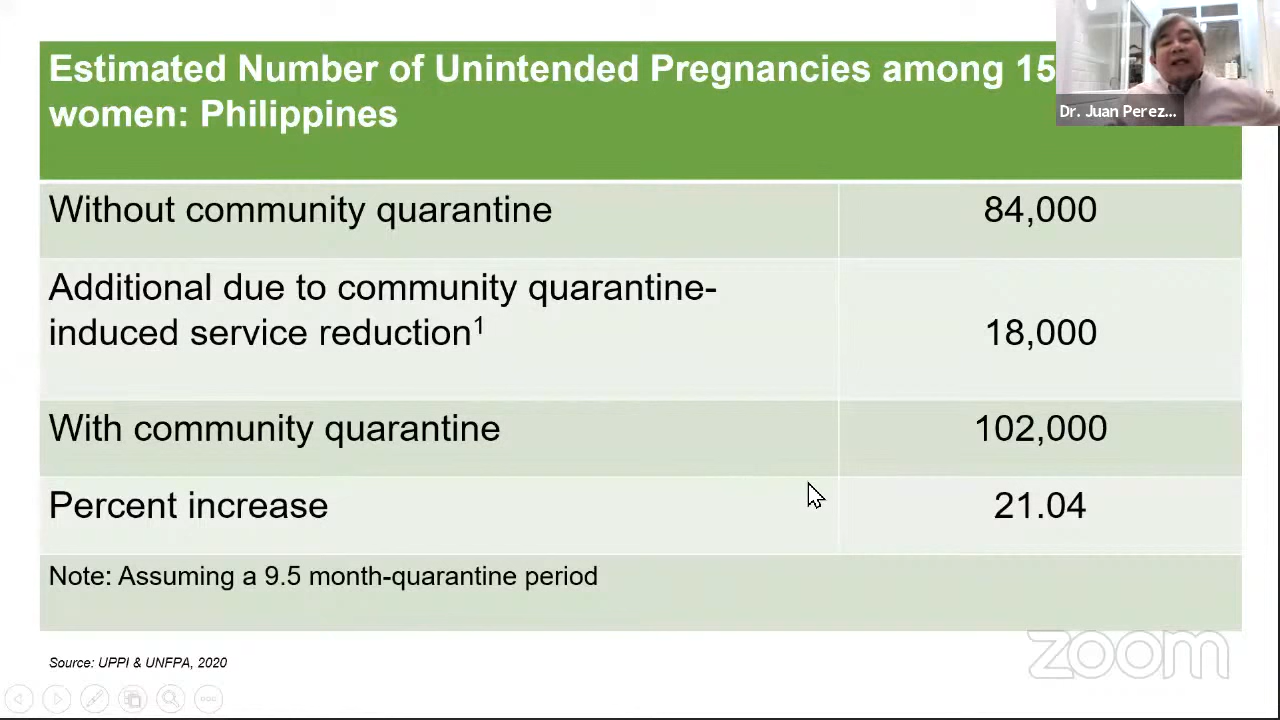 Estimated Number of Unintended Pregnancies among 15
women: Philippines
Dr. Juan Perez...
Without community quarantine
84,000
Additional due to community quarantine-
induced service reduction¹
18,000
With community quarantine
102,000
Percent increase
21.04
Note: Assuming a 9.5 month-quarantine period
zoom
Source: UPPI & UNFPA, 2020